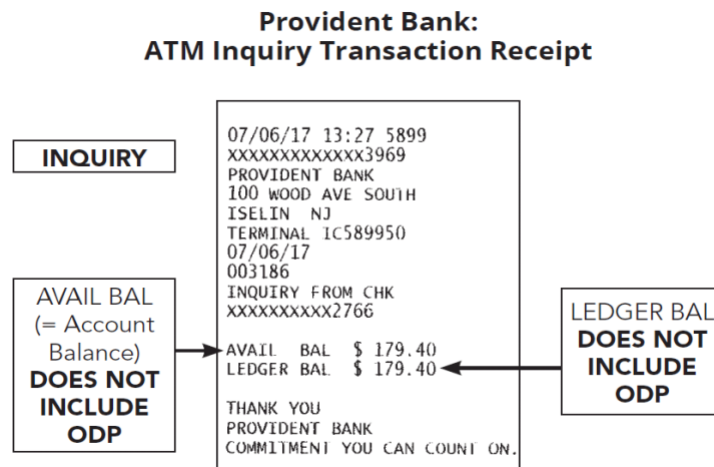 Provident Bank:
ATM Inquiry Transaction Receipt
INQUIRY
07/06/17 13:27 5899
XXXXXXXXXXXXX3969
PROVIDENT BANK
100 WOOD AVE SOUTH
ISELIN NJ
TERMINAL IC589950
07/06/17
003186
INQUIRY FROM CHK
XXXXXXXXXX2766
AVAIL BAL $ 179.40
LEDGER BAL $ 179.40
THANK YOU
PROVIDENT BANK
COMMITMENT YOU CAN COUNT ON.
AVAIL BAL
(= Account
Balance)
DOES NOT
INCLUDE
ODP
LEDGER BAL
DOES NOT
INCLUDE
ODP